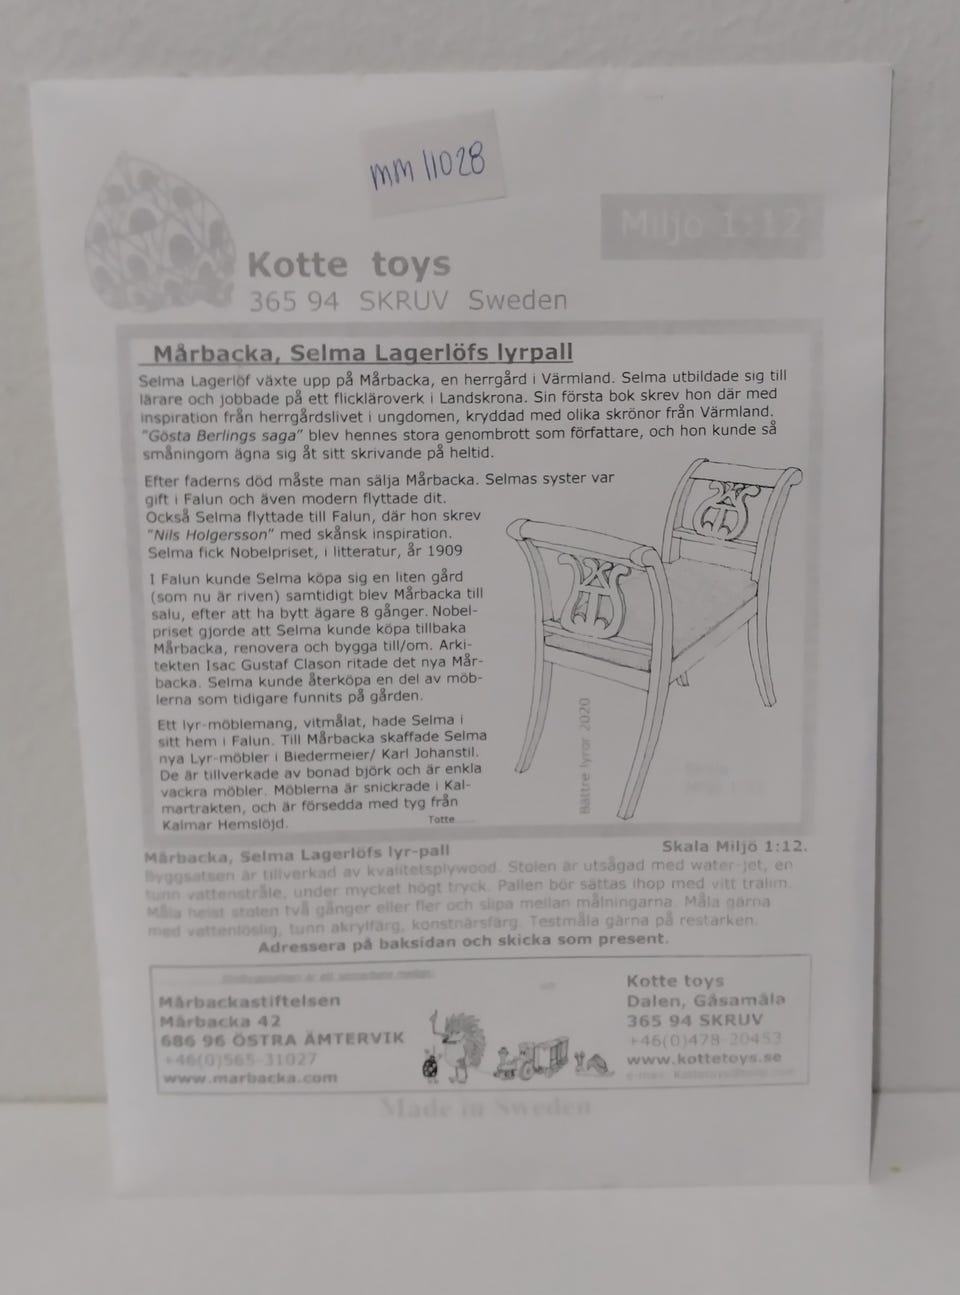 mm 11028
Miljö 1:12
Kotte toys
365 94 SKRUV Sweden
Mårbacka, Selma Lagerlöfs lyrpall
Selma Lagerlöf växte upp på Mårbacka, en herrgård i Värmland. Selma utbildade sig till
lärare och jobbade på ett flickläroverk i Landskrona. Sin första bok skrev hon där med
inspiration från herrgårdslivet i ungdomen, kryddad med olika skrönor från Värmland.
"Gösta Berlings saga" blev hennes stora genombrott som författare, och hon kunde så
småningom ägna sig åt sitt skrivande på heltid.
Efter faderns död måste man sälja Mårbacka. Selmas syster var
gift i Falun och även modern flyttade dit.
Också Selma flyttade till Falun, där hon skrev
"Nils Holgersson" med skånsk inspiration.
Selma fick Nobelpriset, i litteratur, år 1909
I Falun kunde Selma köpa sig en liten gård
(som nu är riven) samtidigt blev Mårbacka till
salu, efter att ha bytt ägare 8 gånger. Nobel-
priset gjorde att Selma kunde köpa tillbaka
Mårbacka, renovera och bygga till/om. Arki-
tekten Isac Gustaf Clason ritade det nya Mår-
backa. Selma kunde återköpa en del av möb-
lerna som tidigare funnits på gården.
Ett lyr-möblemang, vitmålat, hade Selma i
sitt hem i Falun. Till Mårbacka skaffade Selma
nya Lyr-möbler i Biedermeier/ Karl Johanstil.
De är tillverkade av bonad björk och är enkla
vackra möbler. Möblerna är snickrade i Kal-
martrakten, och är försedda med tyg från
Kalmar Hemslöjd.
Totte
Bättre lyror 2020
Mårbacka, Selma Lagerlöfs lyr-pall Skala Miljö 1:12.
Byggsatsen är tillverkad av kvalitetsplywood. Stolen är utsågad med water-jet, en
tunn vattenstråle, under mycket högt tryck. Pallen bör sättas ihop med vitt trälim.
Måla helst stolen två gånger eller fler och slipa mellan målningarna. Måla gärna
med vattenlöslig, tunn akrylfärg, konstnärsfärg. Testmåla gärna på restarken.
Adressera på baksidan och skicka som present.
Mårbackastiftelsen
Mårbacka 42
686 96 ÖSTRA ÄMTERVIK
+46(0)565-31027
www.marbacka.com
Kotte toys
Dalen, Gåsamåla
365 94 SKRUV
+46(0)478-20453
www.kottetoys.se
Made in Sweden